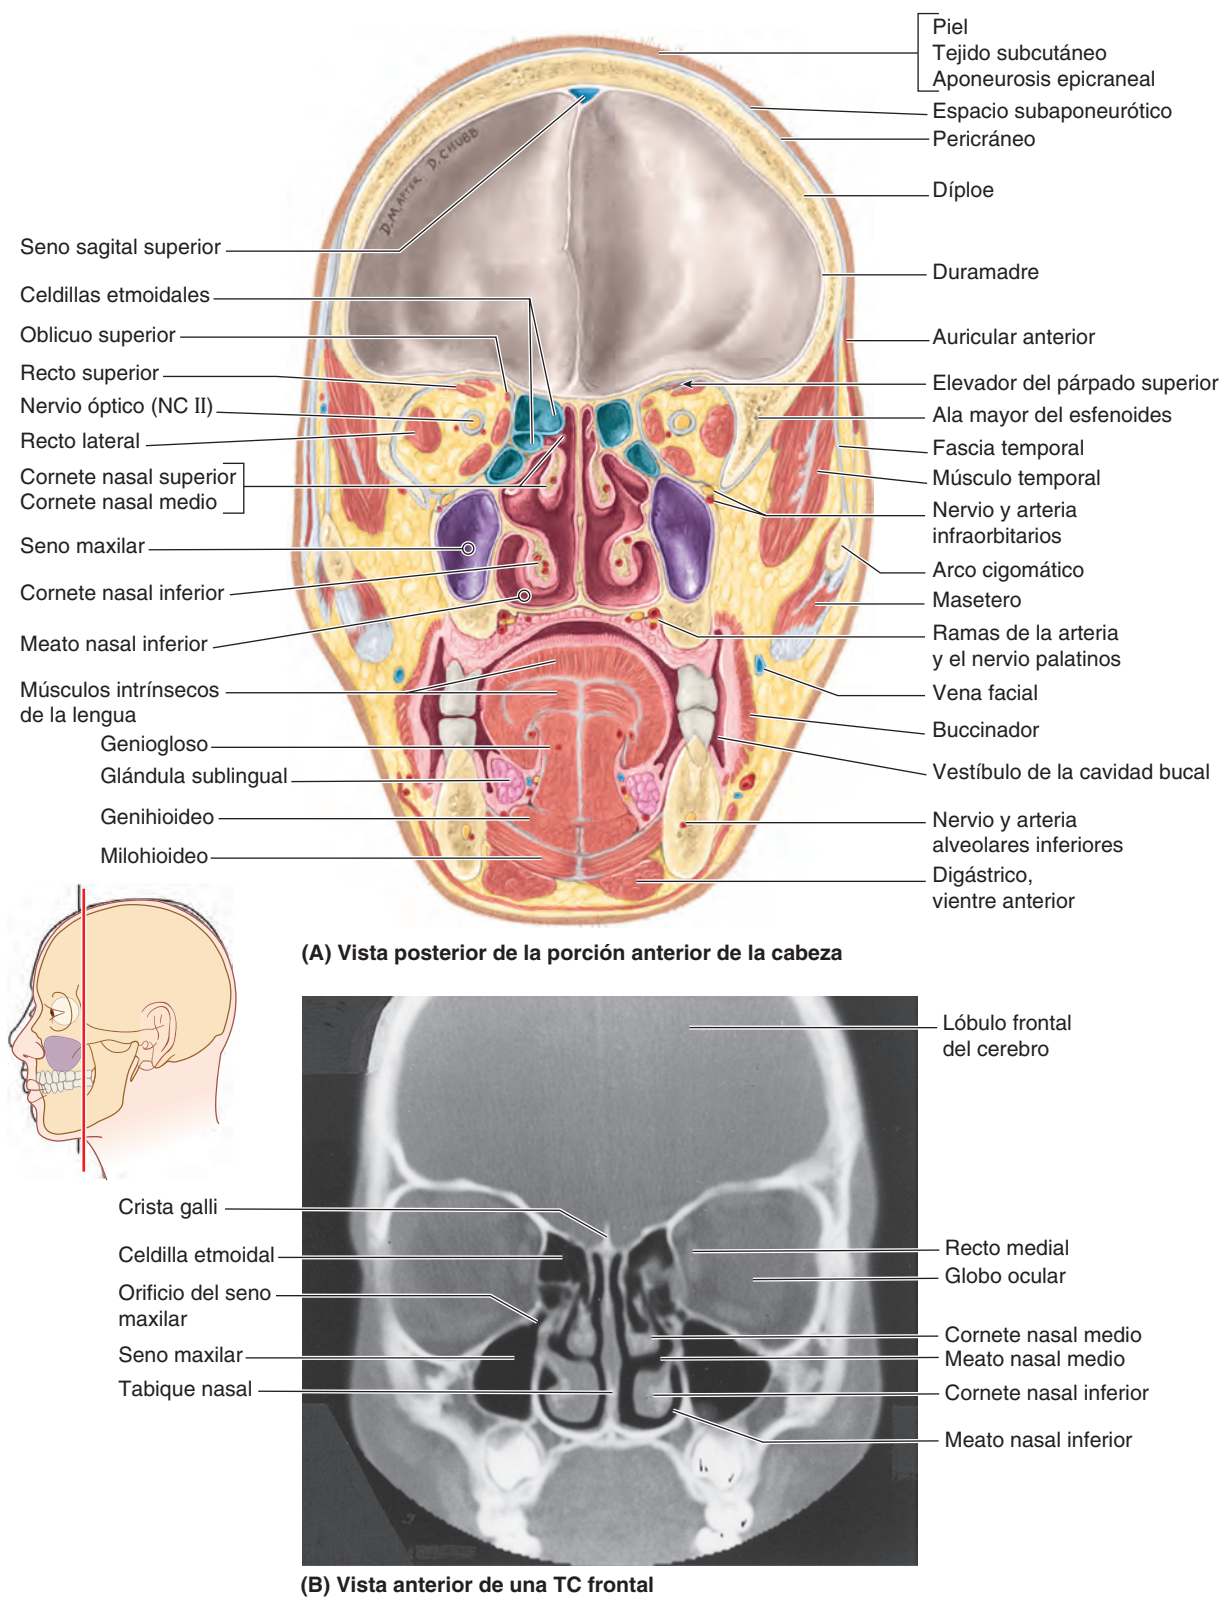 Piel
Tejido subcutáneo
Aponeurosis epicraneal
Espacio subaponeurótico
Pericráneo
Díploe
Duramadre
Auricular anterior
Elevador del párpado superior
Ala mayor del esfenoides
Fascia temporal
Músculo temporal
Nervio y arteria
infraorbitarios
Arco cigomático
Masetero
Ramas de la arteria
y el nervio palatinos
Vena facial
Buccinador
Vestíbulo de la cavidad bucal
Nervio y arteria
alveolares inferiores
Digástrico,
vientre anterior
D.M. AFTER D. CHUBB
Seno sagital superior
Celdillas etmoidales
Oblicuo superior
Recto superior
Nervio óptico (NC II)
Recto lateral
Cornete nasal superior
Cornete nasal medio
Seno maxilar
Cornete nasal inferior
Meato nasal inferior
Músculos intrínsecos
de la lengua
Geniogloso
Glándula sublingual
Genihioideo
Milohioideo
(A) Vista posterior de la porción anterior de la cabeza
Lóbulo frontal
del cerebro
Crista galli
Celdilla etmoidal
Orificio del seno
maxilar
Seno maxilar
Tabique nasal
Recto medial
Globo ocular
Cornete nasal medio
Meato nasal medio
Cornete nasal inferior
Meato nasal inferior
(B) Vista anterior de una TC frontal